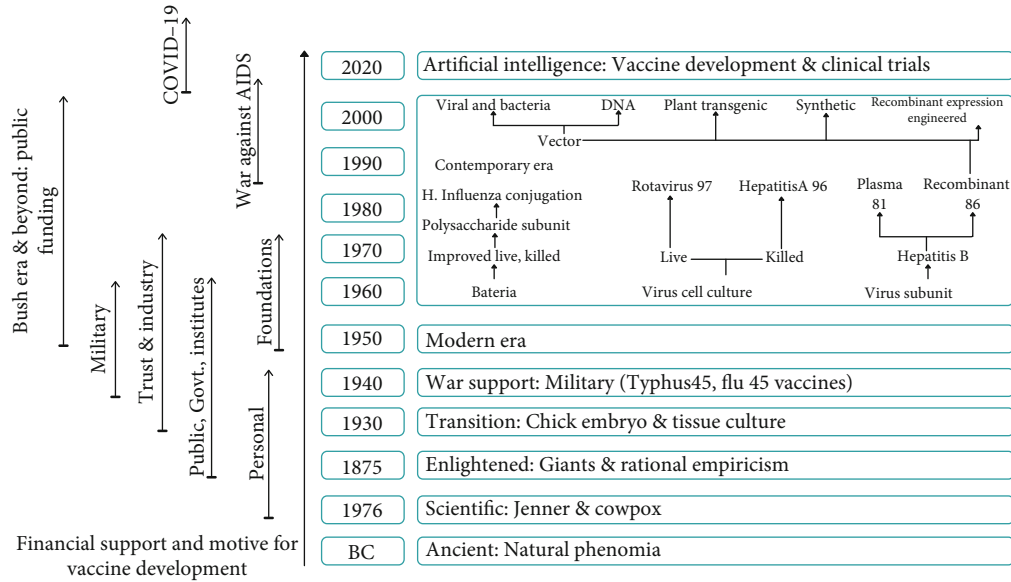 COVID–19
War against AIDS
Bush era & beyond: public
funding
Military
Trust & industry
Public, Govt., institutes
Foundations
Personal
Financial support and motive for
vaccine development
2020
Artificial intelligence: Vaccine development & clinical trials
2000
1990
1980
1970
1960
Viral and bacteria
DNA
Plant transgenic
Synthetic
Recombinant expression
engineered
Vector
Contemporary era
H. Influenza conjugation
Polysaccharide subunit
Improved live, killed
Bateria
Rotavirus 97
HepatitisA 96
Live
Killed
Virus cell culture
Plasma
81
Recombinant
86
Hepatitis B
Virus subunit
1950
Modern era
1940
War support: Military (Typhus45, flu 45 vaccines)
1930
Transition: Chick embryo & tissue culture
1875
Enlightened: Giants & rational empiricism
1976
Scientific: Jenner & cowpox
BC
Ancient: Natural phenomia